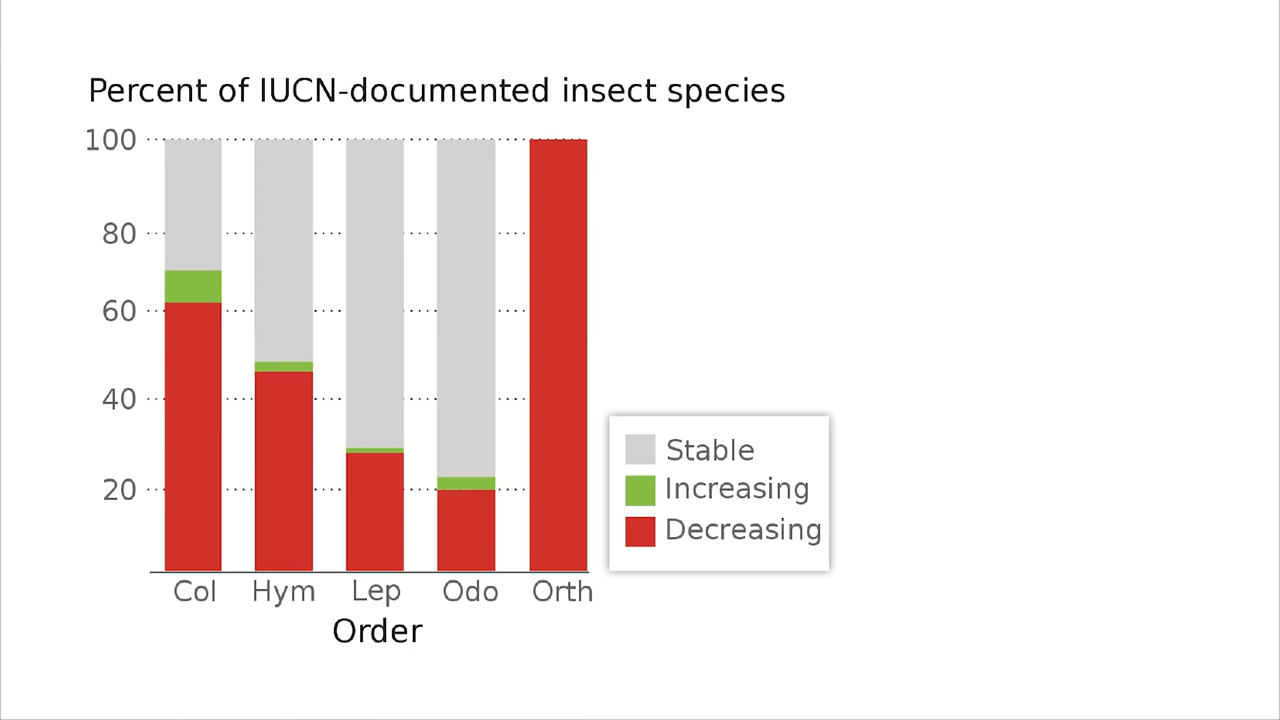 Percent of IUCN-documented insect species
100
80
60
40
20
Stable
Increasing
Decreasing
Col Hym Lep Odo Orth
Order